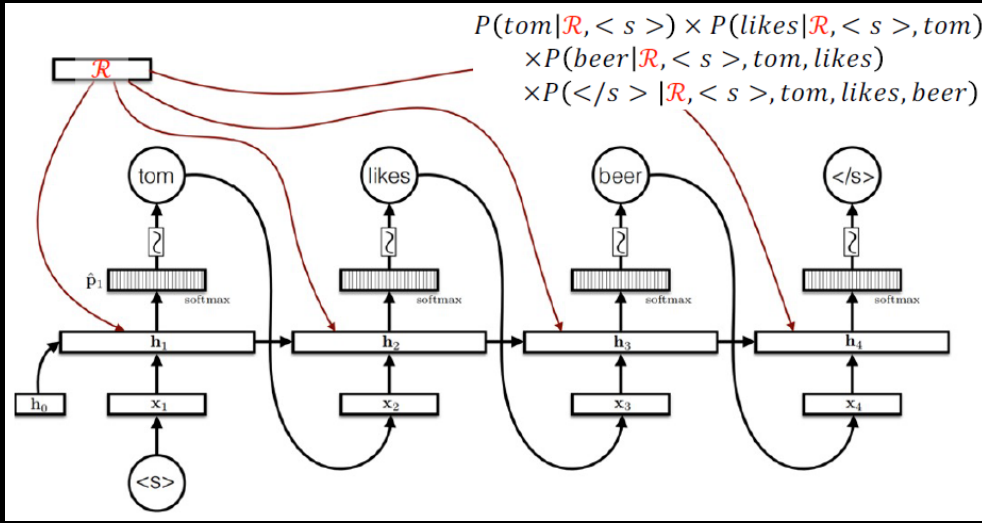 P(tom|ℛ, < s >) × P(likes|ℛ, < s >, tom)
×P(beer|ℛ, < s >, tom, likes)
×P(</s> |ℛ, < s >, tom, likes, beer)
ℛ
tom likes beer </s>
p̂₁ softmax softmax softmax softmax
h₁ h₂ h₃ h₄
h₀ x₁ x₂ x₃ x₄
<s>